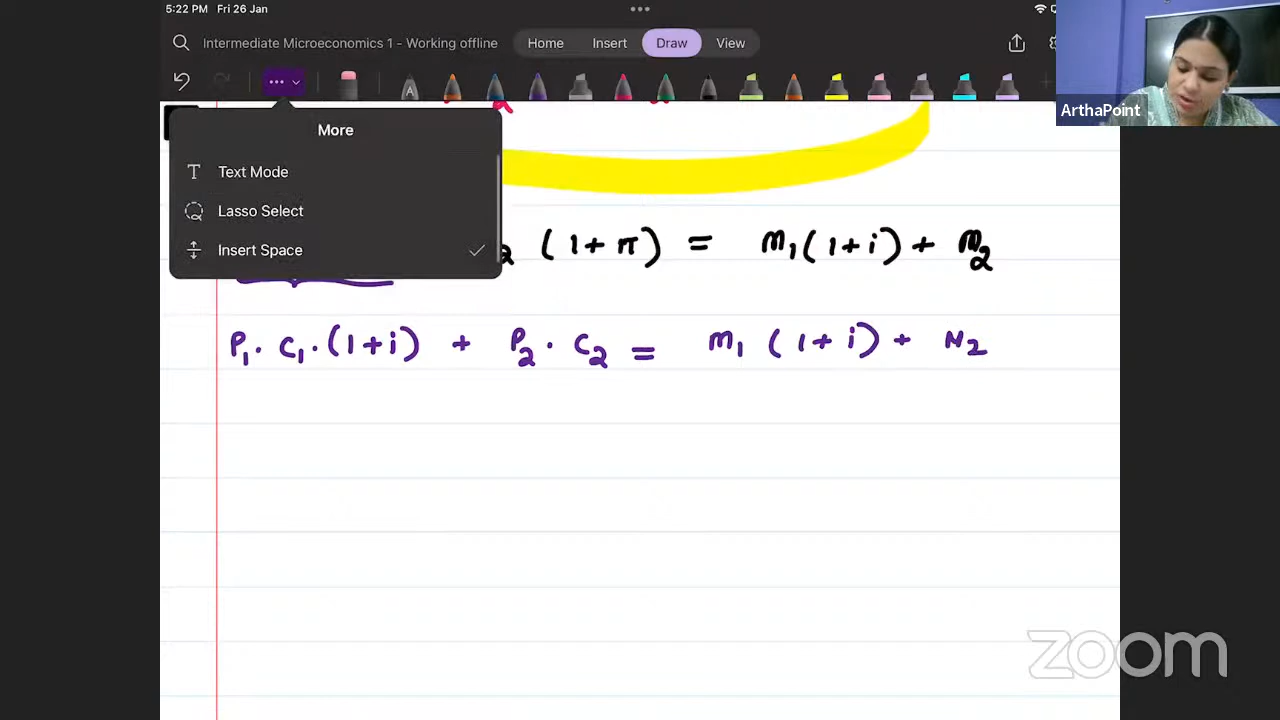 5:22 PM Fri 26 Jan
Intermediate Microeconomics 1 - Working offline Home Insert Draw View
A
ArthaPoint
More
T Text Mode
Lasso Select
Insert Space
2 (1 + π) = m₁(1+i) + m₂
P₁. C₁.(1+i) + P₂. C₂ = m₁ (1+ i) + M₂
zoom